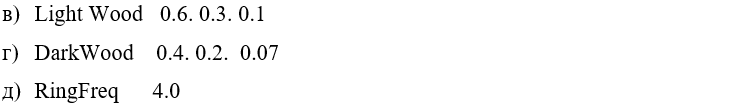 в) Light Wood 0.6. 0.3. 0.1
г) DarkWood 0.4. 0.2. 0.07
д) RingFreq 4.0